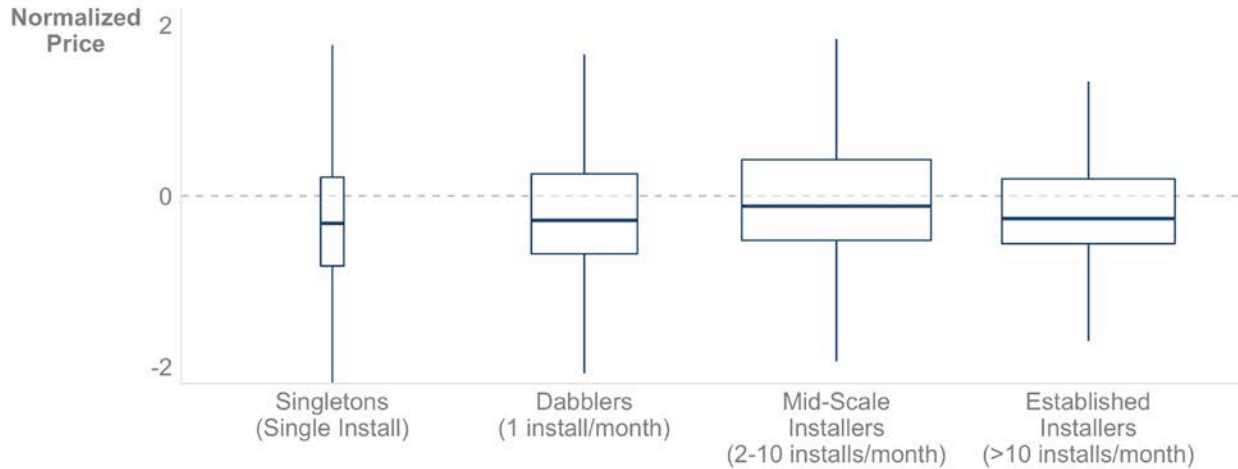 Normalized
Price
2
0
-2
Singletons
(Single Install)
Dabblers
(1 install/month)
Mid-Scale
Installers
(2-10 installs/month)
Established
Installers
(>10 installs/month)